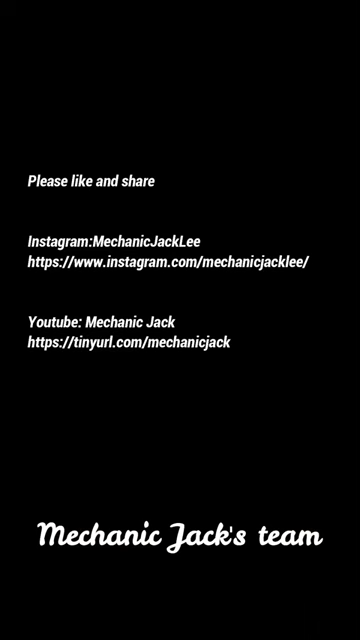 Please like and share
Instagram:MechanicJackLee
https://www.instagram.com/mechanicjacklee/
Youtube: Mechanic Jack
https://tinyurl.com/mechanicjack
Mechanic Jack's team